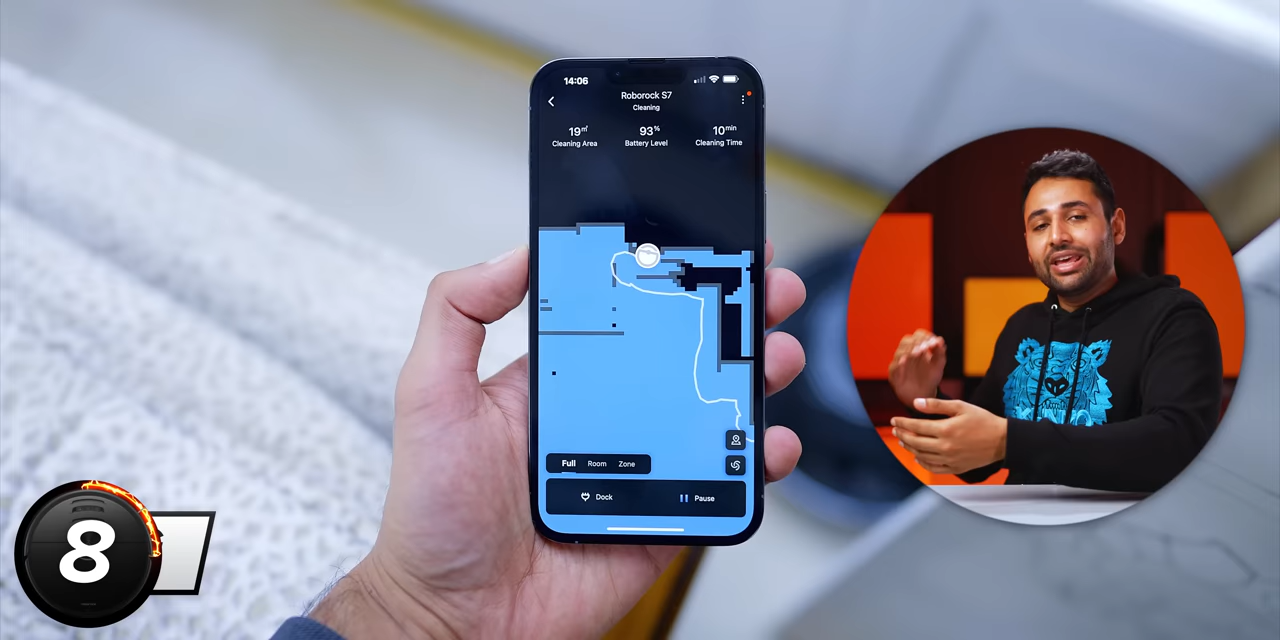 14:06
Roborock S7
Cleaning
19㎡ 93% 10min
Cleaning Area Battery Level Cleaning Time
Full Room Zone
Dock Pause
8